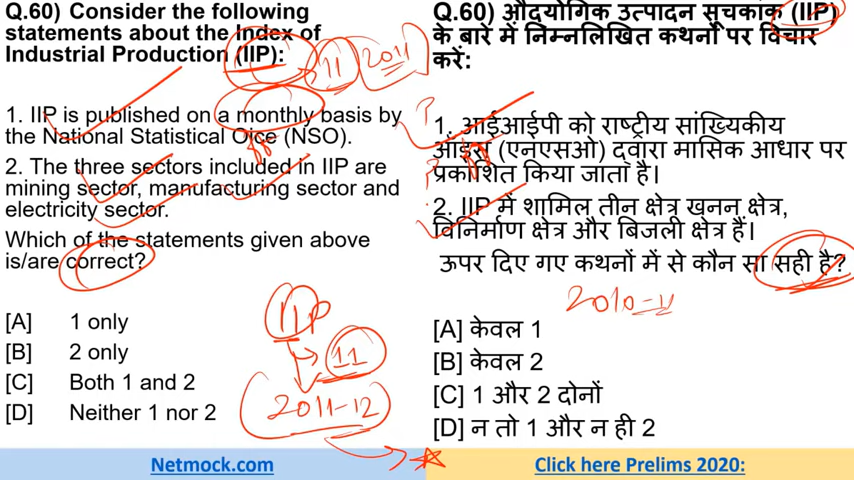 Q.60) Consider the following
statements about the Index of
Industrial Production (IIP):
11
2011
1. IIP is published on a monthly basis by
the National Statistical Oice (NSO).
2. The three sectors included in IIP are
mining sector, manufacturing sector and
electricity sector.
Which of the statements given above
is/are correct?
[A] 1 only
[B] 2 only
[C] Both 1 and 2
[D] Neither 1 nor 2
IIP
11
2011-12
Netmock.com
Q.60) औद्योगिक उत्पादन सूचकांक (IIP)
के बारे में निम्नलिखित कथनों पर विचार
करें:
1. आईआईपी को राष्ट्रीय सांख्यिकीय
(एनएसओ) द्वारा मासिक आधार पर
प्रकाशित किया जाता है।
2. IIP में शामिल तीन क्षेत्र खनन क्षेत्र,
विनिर्माण क्षेत्र और बिजली क्षेत्र हैं।
ऊपर दिए गए कथनों में से कौन सा सही है?
2010-11
[A] केवल 1
[B] केवल 2
[C] 1 और 2 दोनों
[D] न तो 1 और न ही 2
Click here Prelims 2020: